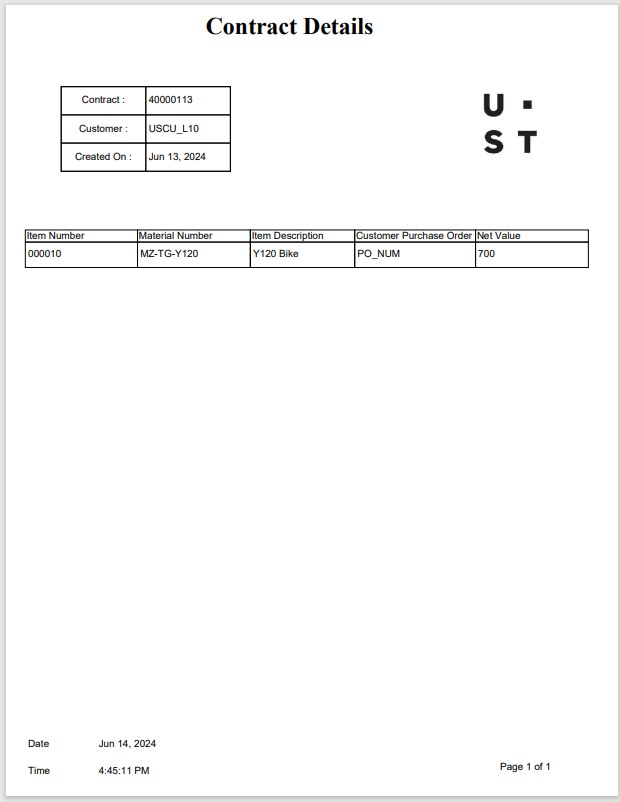 Contract Details
Contract : 40000113
Customer : USCU_L10
Created On : Jun 13, 2024
U ▪
S T
Item Number Material Number Item Description Customer Purchase Order Net Value
000010 MZ-TG-Y120 Y120 Bike PO_NUM 700
Date Jun 14, 2024
Time 4:45:11 PM
Page 1 of 1